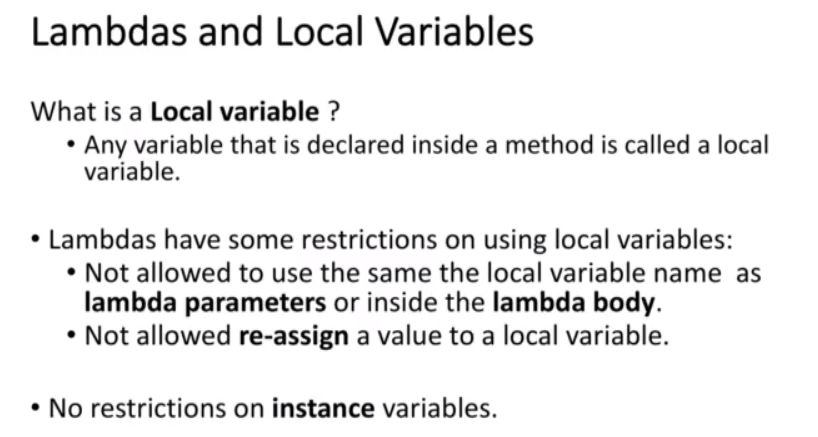 Lambdas and Local Variables
What is a Local variable ?
• Any variable that is declared inside a method is called a local
variable.
• Lambdas have some restrictions on using local variables:
• Not allowed to use the same the local variable name as
lambda parameters or inside the lambda body.
• Not allowed re-assign a value to a local variable.
• No restrictions on instance variables.